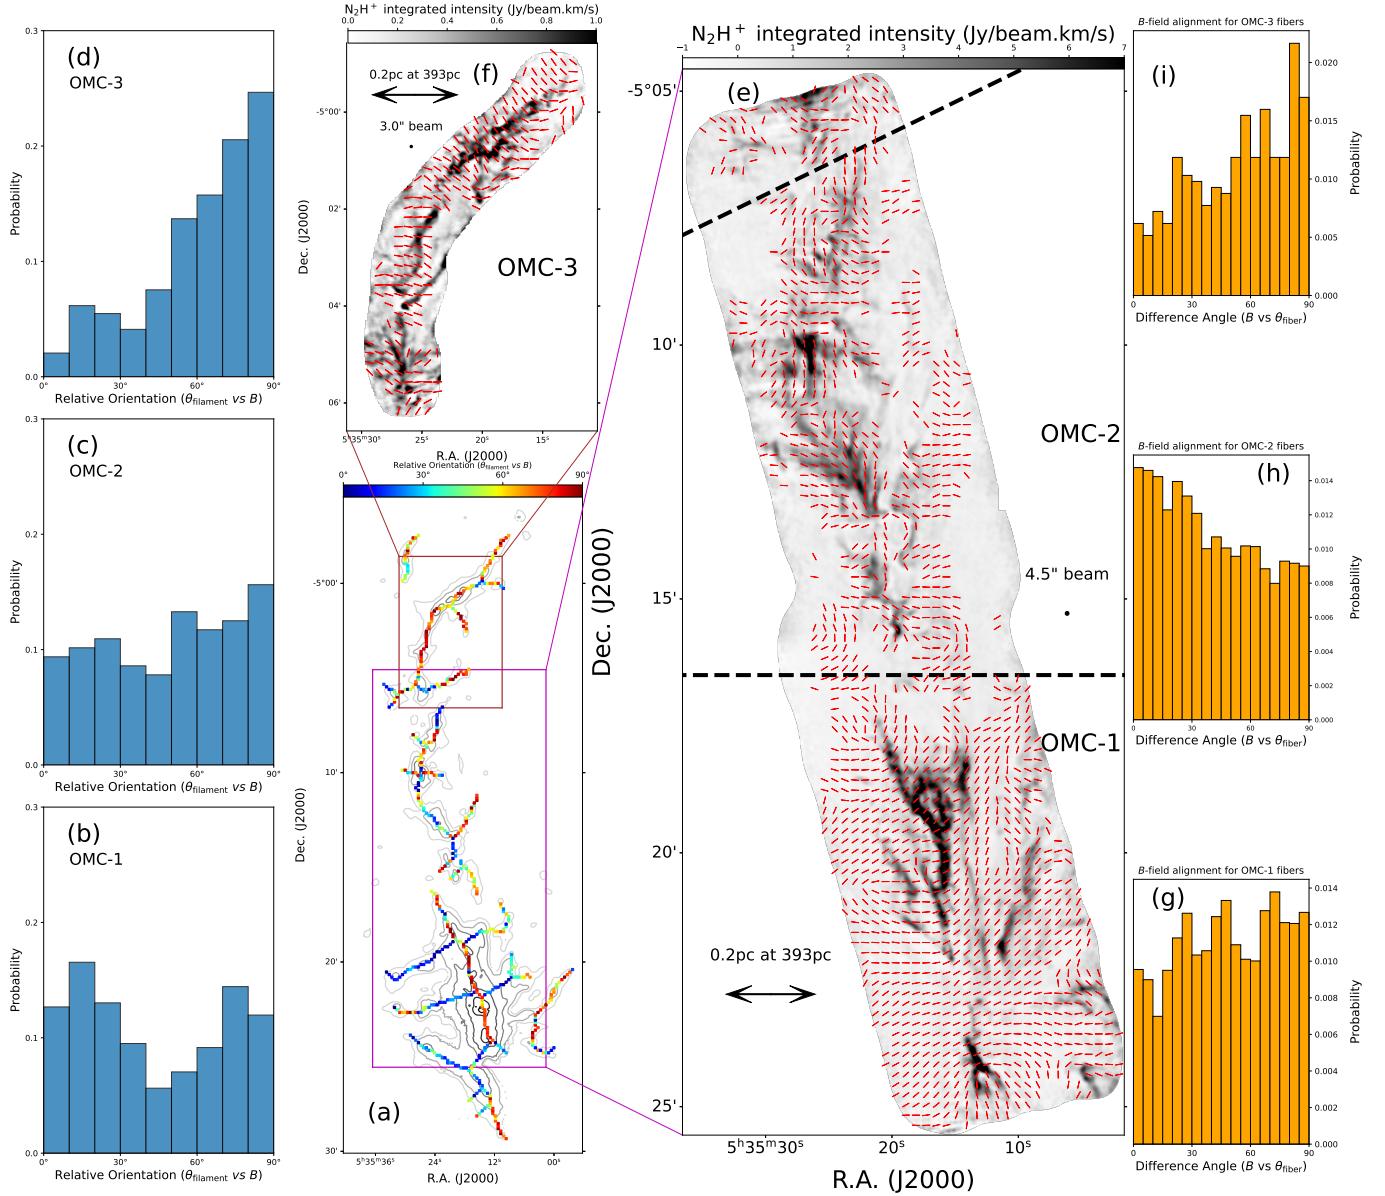 (d)
OMC-3
0.3
0.2
0.1
0.0
Probability
0°
30°
60°
90°
Relative Orientation (θfilament vs B)
(c)
OMC-2
0.3
0.2
0.1
0.0
Probability
0°
30°
60°
90°
Relative Orientation (θfilament vs B)
(b)
OMC-1
0.3
0.2
0.1
0.0
Probability
0°
30°
60°
90°
Relative Orientation (θfilament vs B)
N₂H⁺ integrated intensity (Jy/beam.km/s)
0.0
0.2
0.4
0.6
0.8
1.0
(f)
0.2pc at 393pc
3.0" beam
OMC-3
-5°00'
02'
04'
06'
Dec. (J2000)
5ʰ35ᵐ30ˢ
25ˢ
20ˢ
15ˢ
R.A. (J2000)
Relative Orientation (θfilament vs B)
0°
30°
60°
90°
-5°00'
10'
20'
30'
Dec. (J2000)
(a)
5ʰ35ᵐ36ˢ
24ˢ
12ˢ
00ˢ
R.A. (J2000)
N₂H⁺ integrated intensity (Jy/beam.km/s)
−1
0
1
2
3
4
5
6
7
(e)
-5°05'
10'
15'
20'
25'
Dec. (J2000)
OMC-2
4.5" beam
OMC-1
0.2pc at 393pc
5ʰ35ᵐ30ˢ
20ˢ
10ˢ
R.A. (J2000)
B-field alignment for OMC-3 fibers
(i)
0.020
0.015
0.010
0.005
0.000
Probability
0
30
60
90
Difference Angle (B vs θfiber)
B-field alignment for OMC-2 fibers
(h)
0.014
0.012
0.010
0.008
0.006
0.004
0.002
0.000
Probability
0
30
60
90
Difference Angle (B vs θfiber)
B-field alignment for OMC-1 fibers
(g)
0.014
0.012
0.010
0.008
0.006
0.004
0.002
0.000
Probability
0
30
60
90
Difference Angle (B vs θfiber)